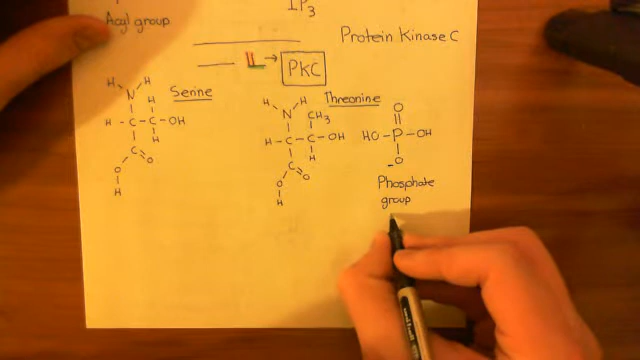 IP3
Acyl group
Protein Kinase C
PKC
Serine
Threonine
H H
N H
H - C - C - OH
H
C O
O
H
H H
N CH3
H - C - C - OH
H
C O
O
H
O
HO - P - OH
O
-
Phosphate
group